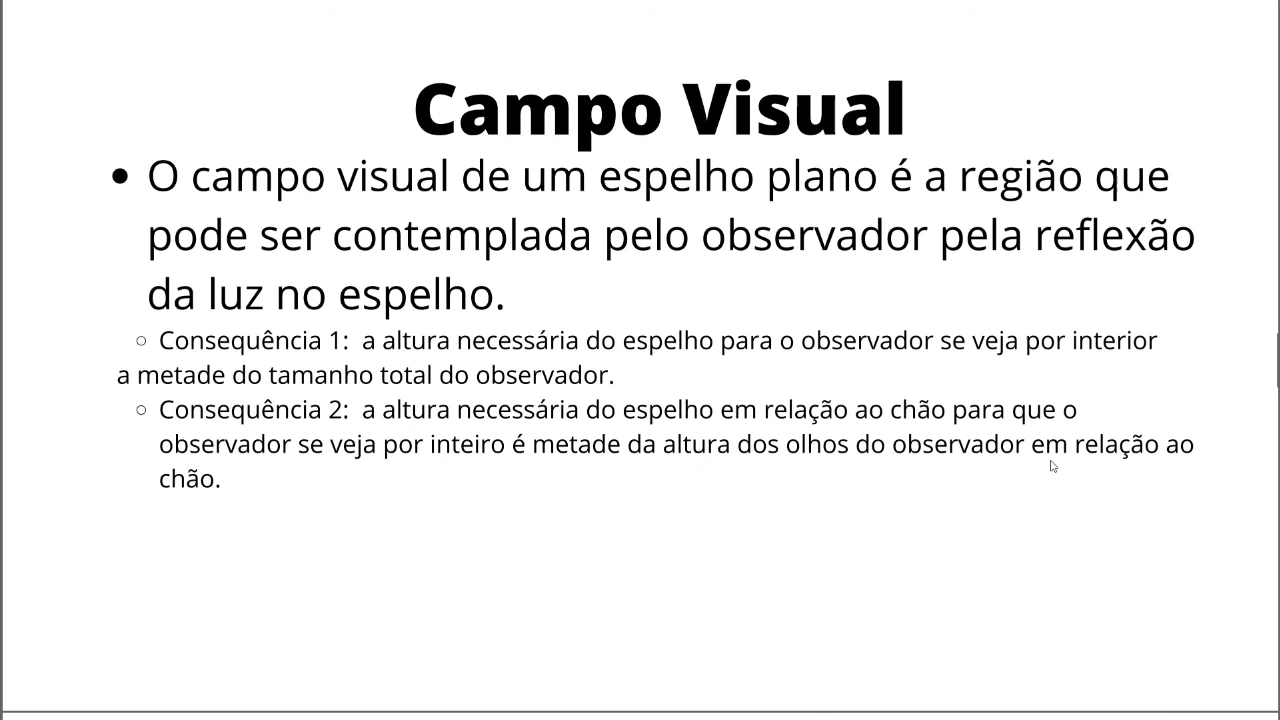 Campo Visual
• O campo visual de um espelho plano é a região que
pode ser contemplada pelo observador pela reflexão
da luz no espelho.
○ Consequência 1:  a altura necessária do espelho para o observador se veja por interior
a metade do tamanho total do observador.
○ Consequência 2:  a altura necessária do espelho em relação ao chão para que o
observador se veja por inteiro é metade da altura dos olhos do observador em relação ao
chão.